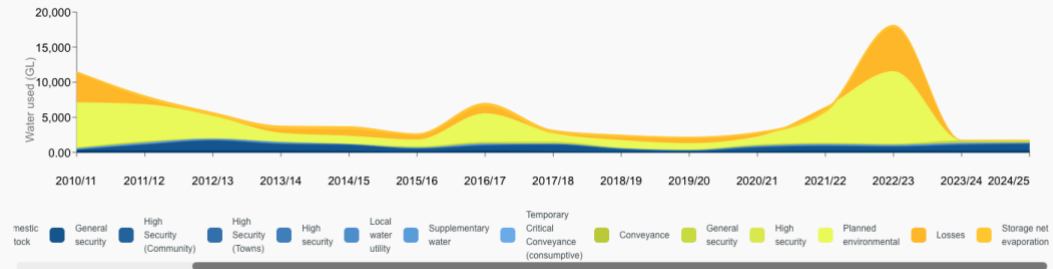 20,000
15,000
10,000
5,000
0.00
Water used (GL)
2010/11 2011/12 2012/13 2013/14 2014/15 2015/16 2016/17 2017/18 2018/19 2019/20 2020/21 2021/22 2022/23 2023/24 2024/25
mestic
tock
General
security
High
Security
(Community)
High
Security
(Towns)
High
security
Local
water
utility
Supplementary
water
Temporary
Critical
Conveyance
(consumptive)
Conveyance
General
security
High
security
Planned
environmental
Losses
Storage net
evaporation